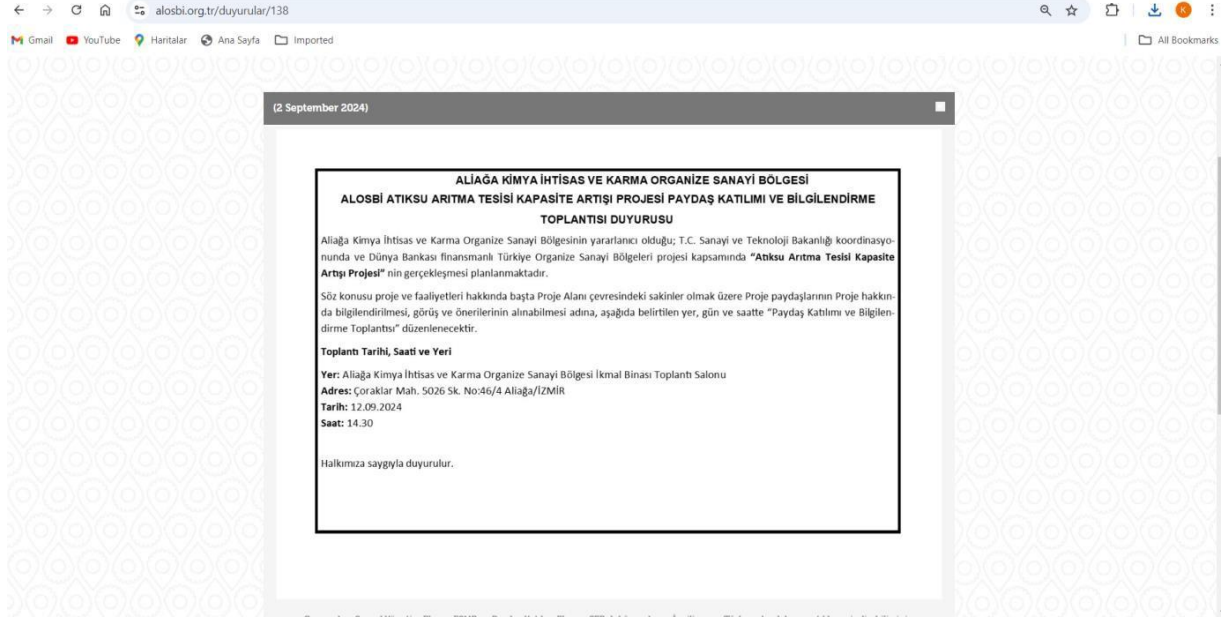 alosbi.org.tr/duyurular/138
K
Gmail YouTube Haritalar Ana Sayfa Imported All Bookmarks
(2 September 2024)
ALİAĞA KİMYA İHTİSAS VE KARMA ORGANİZE SANAYİ BÖLGESİ
ALOSBİ ATIKSU ARITMA TESİSİ KAPASİTE ARTIŞI PROJESİ PAYDAŞ KATILIMI VE BİLGİLENDİRME
TOPLANTISI DUYURUSU
Aliağa Kimya İhtisas ve Karma Organize Sanayi Bölgesinin yararlanıcı olduğu; T.C. Sanayi ve Teknoloji Bakanlığı koordinasyo-
nunda ve Dünya Bankası finansmanlı Türkiye Organize Sanayi Bölgeleri projesi kapsamında “Atıksu Arıtma Tesisi Kapasite
Artışı Projesi” nin gerçekleşmesi planlanmaktadır.
Söz konusu proje ve faaliyetleri hakkında başta Proje Alanı çevresindeki sakinler olmak üzere Proje paydaşlarının Proje hakkın-
da bilgilendirilmesi, görüş ve önerilerinin alınabilmesi adına, aşağıda belirtilen yer, gün ve saatte “Paydaş Katılımı ve Bilgilen-
dirme Toplantısı” düzenlenecektir.
Toplantı Tarihi, Saati ve Yeri
Yer: Aliağa Kimya İhtisas ve Karma Organize Sanayi Bölgesi İkmal Binası Toplantı Salonu
Adres: Çoraklar Mah. 5026 Sk. No:46/4 Aliağa/İZMİR
Tarih: 12.09.2024
Saat: 14.30
Halkımıza saygıyla duyurulur.